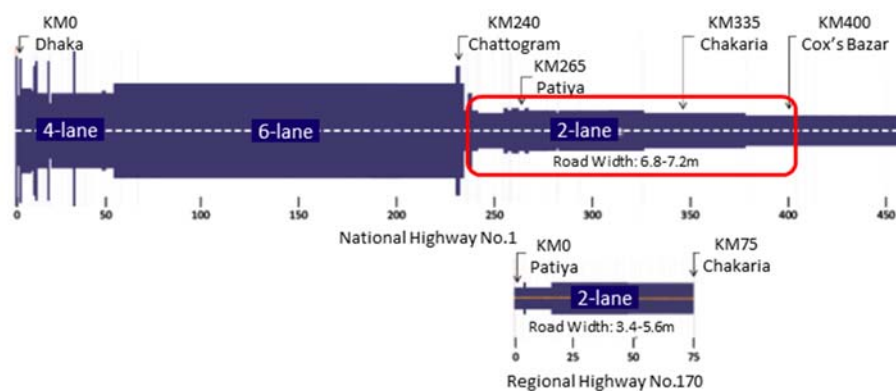 KM0
Dhaka
KM240
Chattogram
KM265
Patiya
KM335
Chakaria
KM400
Cox's Bazar
4-lane
6-lane
2-lane
Road Width: 6.8-7.2m
0 50 100 150 200 250 300 350 400 450
National Highway No.1
KM0
Patiya
KM75
Chakaria
2-lane
Road Width: 3.4-5.6m
0 25 50 75
Regional Highway No.170